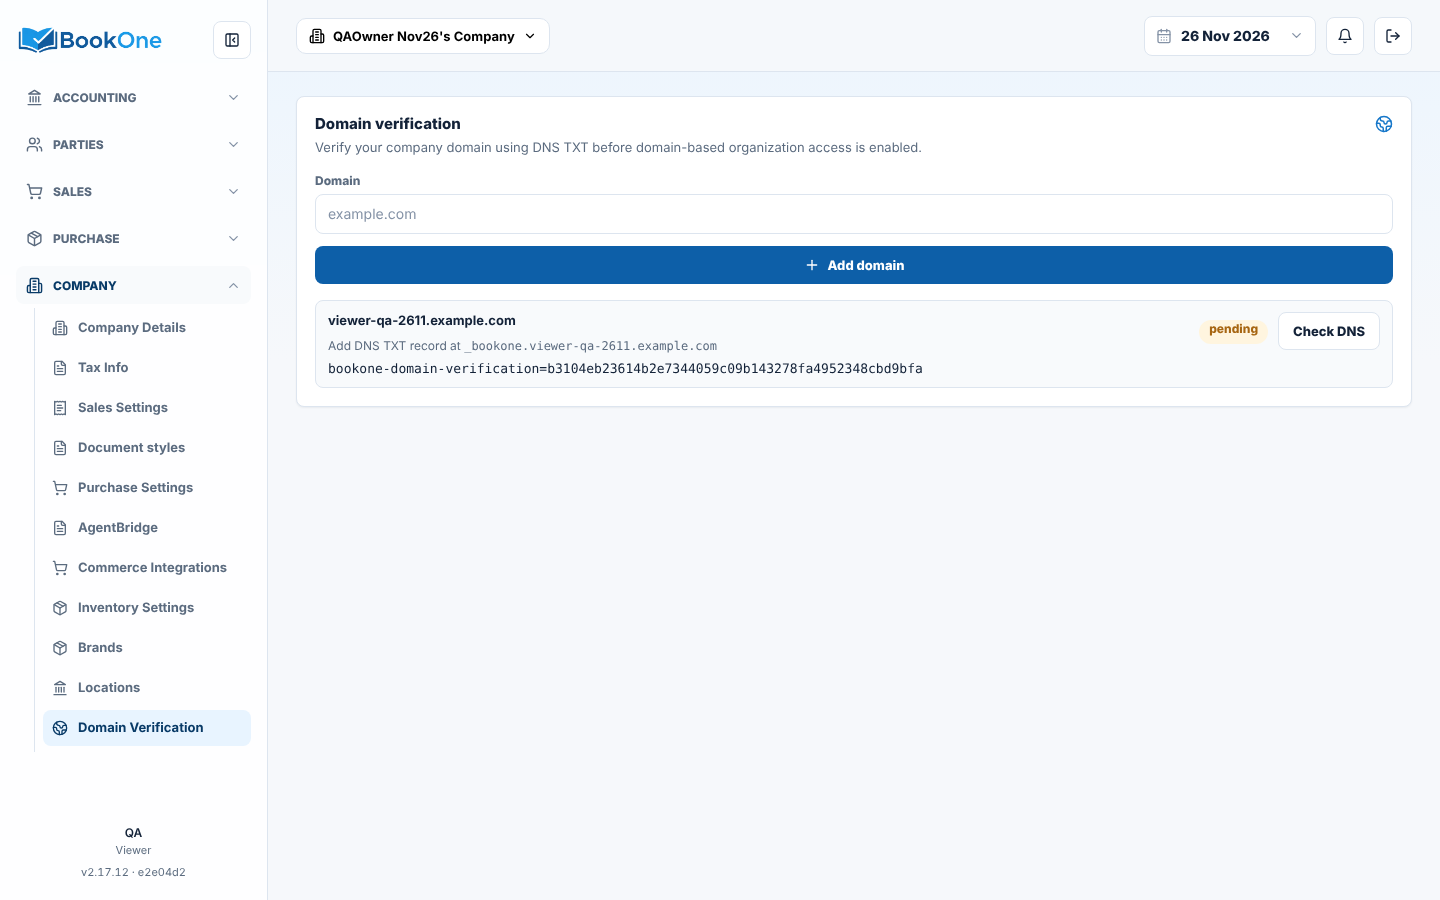 BookOne
ACCOUNTING
PARTIES
SALES
PURCHASE
COMPANY
Company Details
Tax Info
Sales Settings
Document styles
Purchase Settings
AgentBridge
Commerce Integrations
Inventory Settings
Brands
Locations
Domain Verification
QA
Viewer
v2.17.12 · e2e04d2
QAOwner Nov26's Company
26 Nov 2026
Domain verification
Verify your company domain using DNS TXT before domain-based organization access is enabled.
Domain
example.com
Add domain
viewer-qa-2611.example.com
Add DNS TXT record at _bookone.viewer-qa-2611.example.com
bookone-domain-verification=b3104eb23614b2e7344059c09b143278fa4952348cbd9bfa
pending
Check DNS